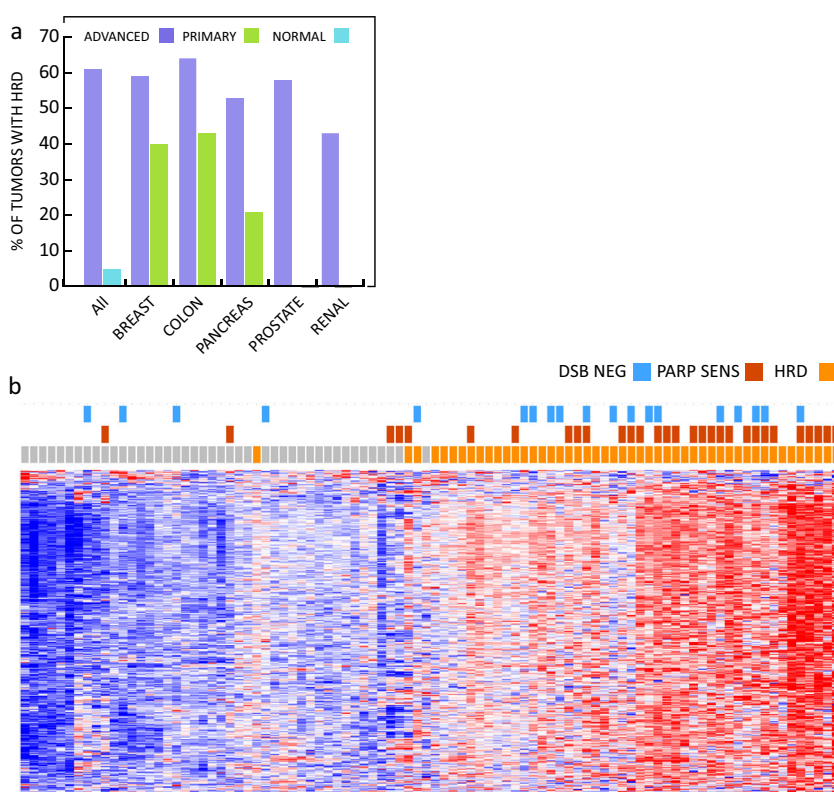 a
ADVANCED PRIMARY NORMAL
% OF TUMORS WITH HRD
70
60
50
40
30
20
10
0
All
BREAST
COLON
PANCREAS
PROSTATE
RENAL
b
DSB NEG PARP SENS HRD